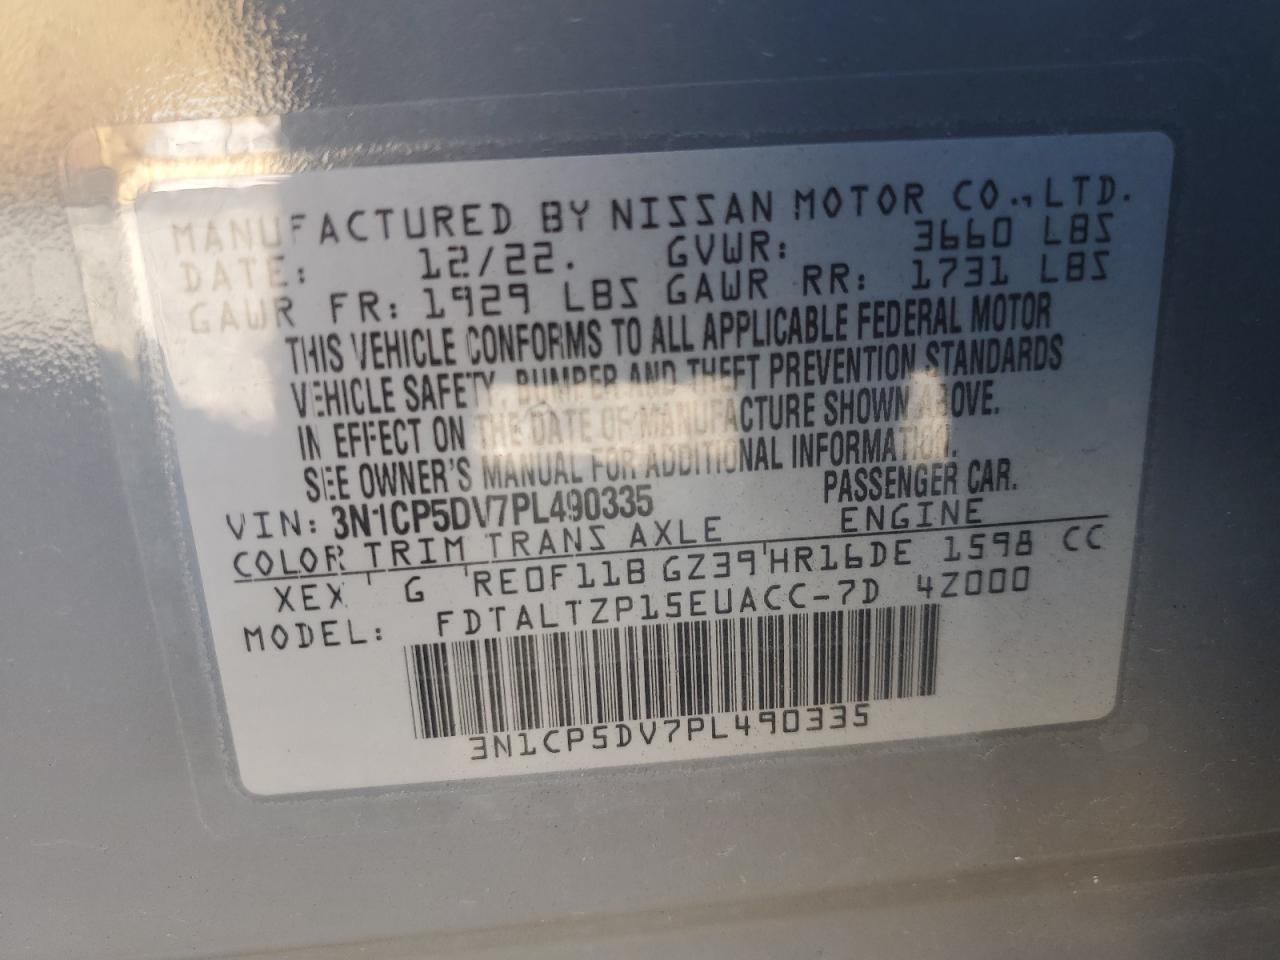 MANUFACTURED BY NISSAN MOTOR CO., LTD.
DATE: 12/22. GVWR: 3660 LBS
GAWR FR: 1929 LBS GAWR RR: 1731 LBS
THIS VEHICLE CONFORMS TO ALL APPLICABLE FEDERAL MOTOR
VEHICLE SAFETY, BUMPER AND THEFT PREVENTION STANDARDS
IN EFFECT ON THE DATE OF MANUFACTURE SHOWN ABOVE.
SEE OWNER'S MANUAL FOR ADDITIONAL INFORMATION.
VIN: 3N1CP5DV7PL490335 PASSENGER CAR.
COLOR TRIM TRANS AXLE ENGINE
XEX G RE0F11B GZ39 HR16DE 1598 CC
MODEL: FDTALTZP15EUACC-7D 4Z000
3N1CP5DV7PL490335